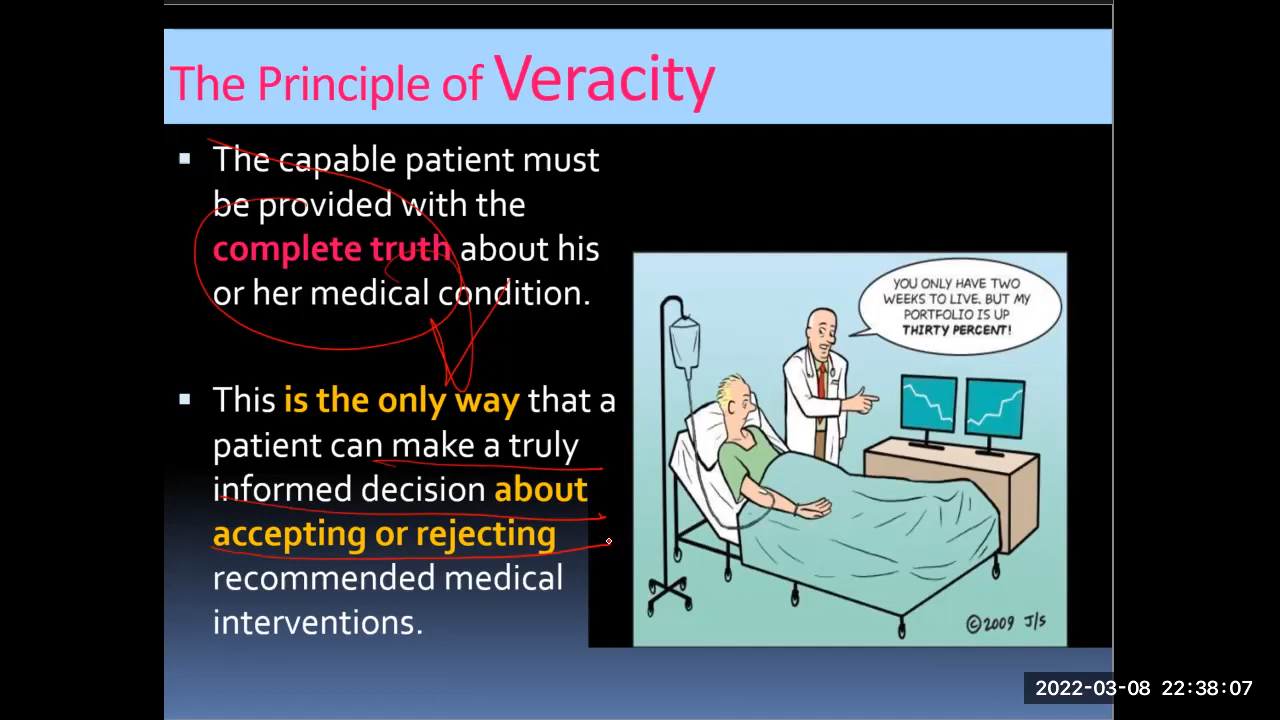 The Principle of Veracity
The capable patient must
be provided with the
complete truth about his
or her medical condition.
This is the only way that a
patient can make a truly
informed decision about
accepting or rejecting
recommended medical
interventions.
YOU ONLY HAVE TWO
WEEKS TO LIVE, BUT MY
PORTFOLIO IS UP
THIRTY PERCENT!
©2009 J/S
2022-03-08 22:38:07